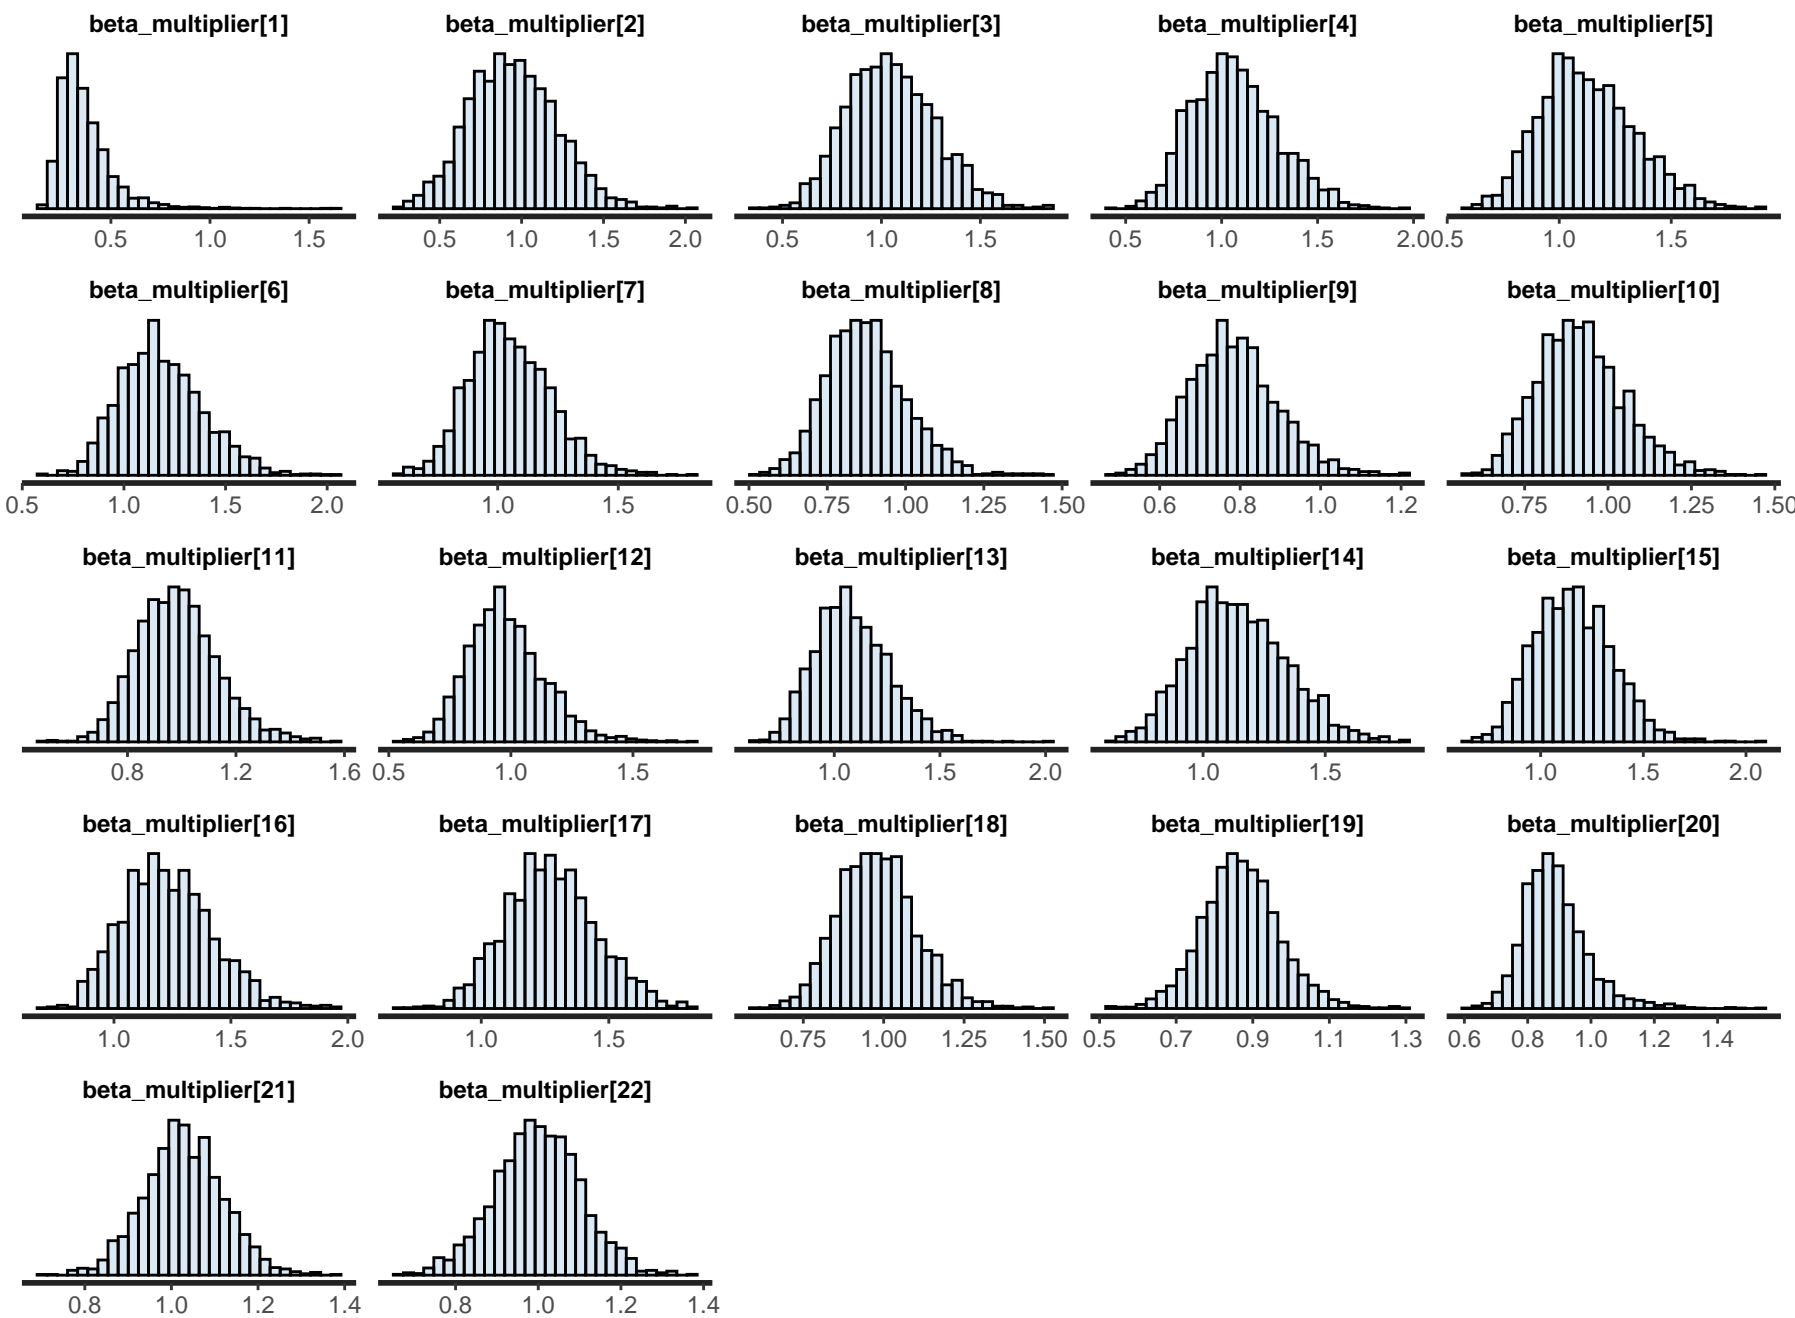 beta_multiplier[1] beta_multiplier[2] beta_multiplier[3] beta_multiplier[4] beta_multiplier[5]
0.5 1.0 1.5 0.5 1.0 1.5 2.0 0.5 1.0 1.5 0.5 1.0 1.5 2.0 0.5 1.0 1.5
beta_multiplier[6] beta_multiplier[7] beta_multiplier[8] beta_multiplier[9] beta_multiplier[10]
0.5 1.0 1.5 2.0 1.0 1.5 0.50 0.75 1.00 1.25 1.50 0.6 0.8 1.0 1.2 0.75 1.00 1.25 1.50
beta_multiplier[11] beta_multiplier[12] beta_multiplier[13] beta_multiplier[14] beta_multiplier[15]
0.8 1.2 1.6 0.5 1.0 1.5 1.0 1.5 2.0 1.0 1.5 1.0 1.5 2.0
beta_multiplier[16] beta_multiplier[17] beta_multiplier[18] beta_multiplier[19] beta_multiplier[20]
1.0 1.5 2.0 1.0 1.5 0.75 1.00 1.25 1.50 0.5 0.7 0.9 1.1 1.3 0.6 0.8 1.0 1.2 1.4
beta_multiplier[21] beta_multiplier[22]
0.8 1.0 1.2 1.4 0.8 1.0 1.2 1.4